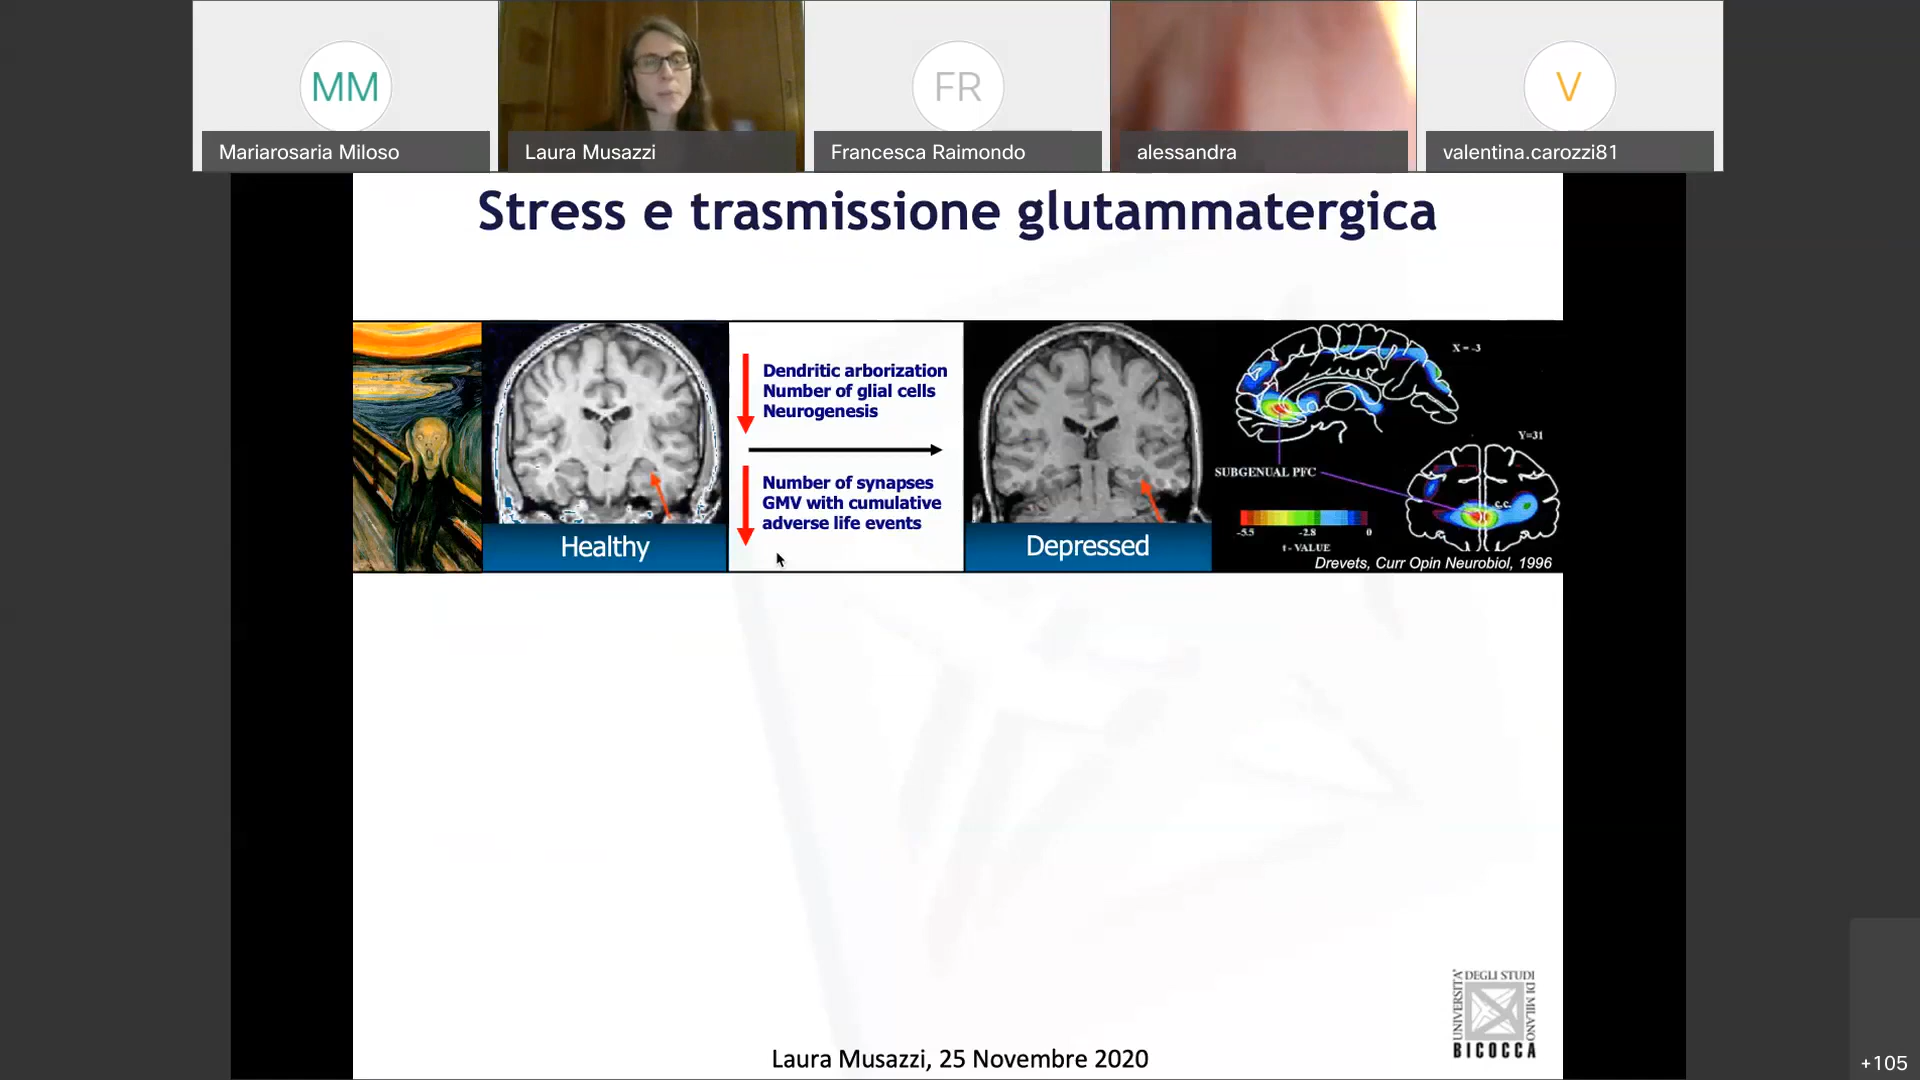 MM
FR
V
Mariarosaria Miloso
Laura Musazzi
Francesca Raimondo
alessandra
valentina.carozzi81
Stress e trasmissione glutammatergica
Dendritic arborization
Number of glial cells
Neurogenesis
Number of synapses
GMV with cumulative
adverse life events
Healthy
Depressed
X = -3
Y=31
SUBGENUAL PFC
c.c.
-5.5
-2.8
0
t - VALUE
Drevets, Curr Opin Neurobiol, 1996
UNIVERSITA'
DEGLI STUDI
DI MILANO
BICOCCA
Laura Musazzi, 25 Novembre 2020
+105